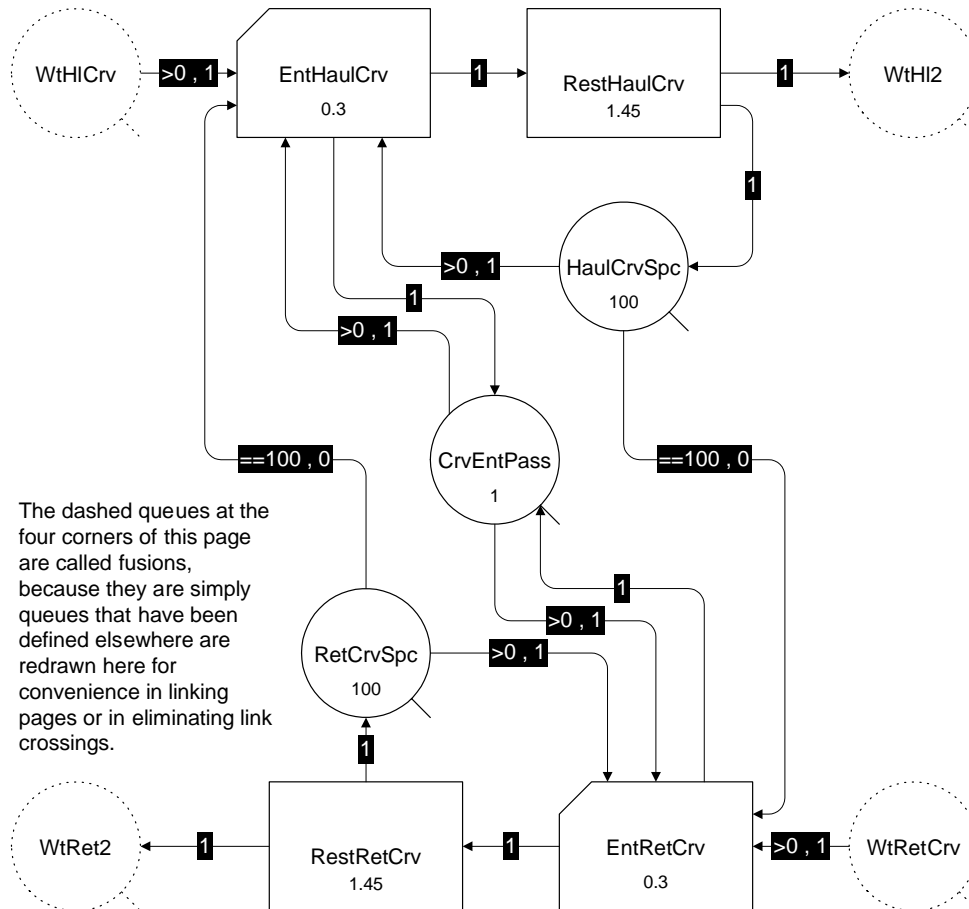 WtHlCrv
>0 , 1
EntHaulCrv
0.3
1
RestHaulCrv
1.45
1
WtHl2
1
>0 , 1
HaulCrvSpc
100
1
>0 , 1
==100 , 0
CrvEntPass
1
==100 , 0
The dashed queues at the
four corners of this page
are called fusions,
because they are simply
queues that have been
defined elsewhere are
redrawn here for
convenience in linking
pages or in eliminating link
crossings.
1
>0 , 1
RetCrvSpc
100
>0 , 1
1
WtRet2
1
RestRetCrv
1.45
1
EntRetCrv
0.3
>0 , 1
WtRetCrv